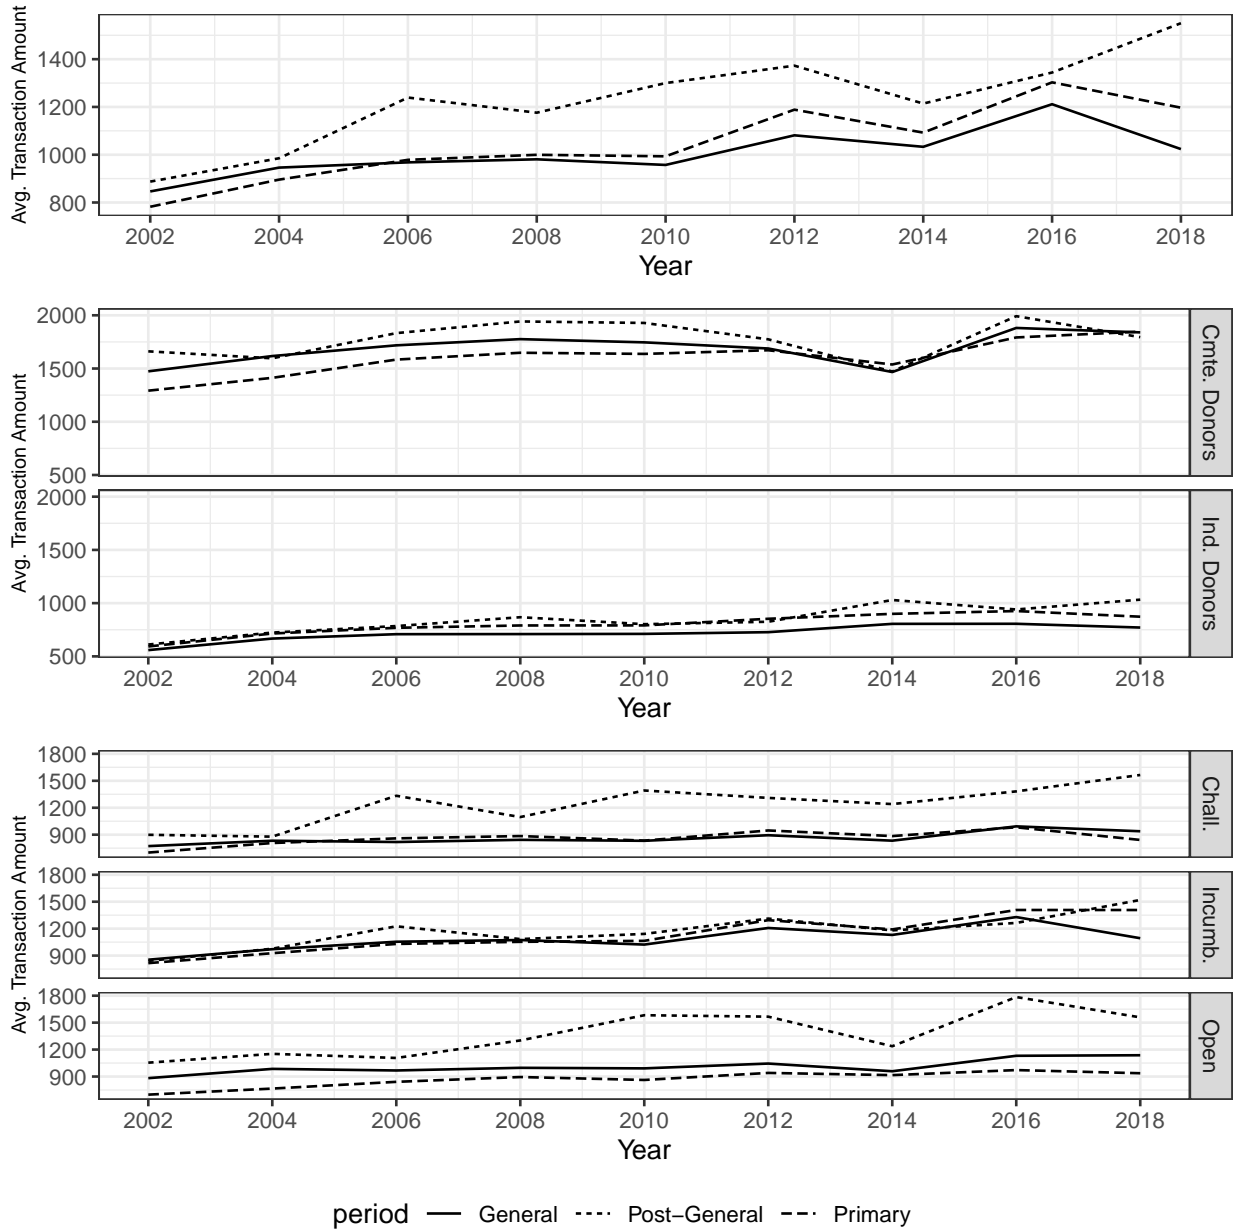 Avg. Transaction Amount
1400
1200
1000
800
2002 2004 2006 2008 2010 2012 2014 2016 2018
Year
Avg. Transaction Amount
2000
1500
1000
500
Cmte. Donors
2000
1500
1000
500
Ind. Donors
2002 2004 2006 2008 2010 2012 2014 2016 2018
Year
Avg. Transaction Amount
1800
1500
1200
900
Chall.
1800
1500
1200
900
Incumb.
1800
1500
1200
900
Open
2002 2004 2006 2008 2010 2012 2014 2016 2018
Year
period General Post−General Primary